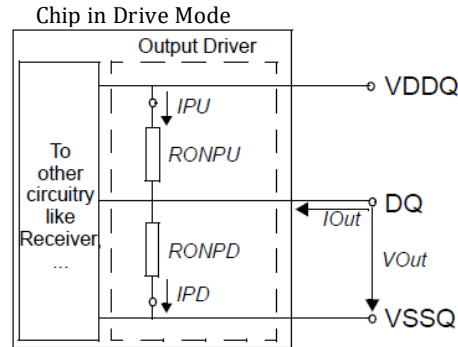 Chip in Drive Mode
Output Driver
VDDQ
IPU
RONPU
To
other
circuitry
like
Receiver,
...
DQ
IOut
RONPD
VOut
IPD
VSSQ